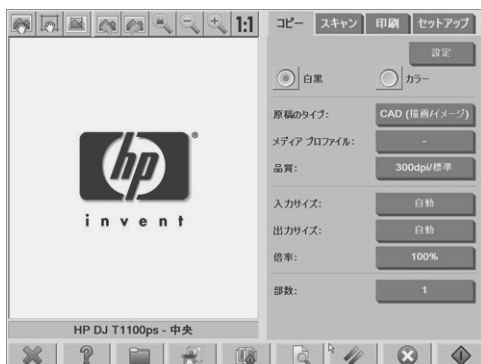 1:1
コピー
スキャン
印刷
セットアップ
設定
白黒
カラー
原稿のタイプ:
CAD (描画/イメージ)
メディア プロファイル:
-
品質:
300dpi/標準
入力サイズ:
自動
出力サイズ:
自動
倍率:
100%
部数:
1
hp
invent
HP DJ T1100ps - 中央
?